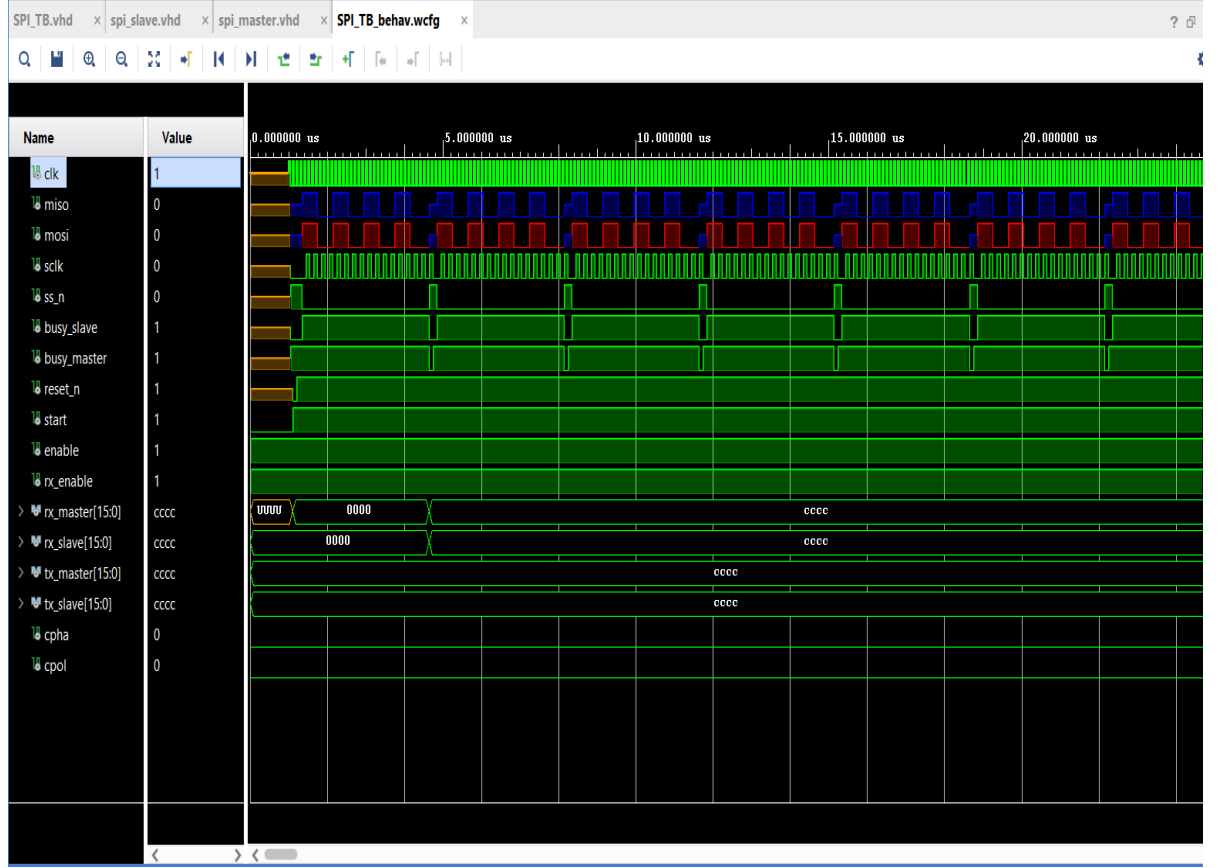 SPI_TB.vhd × spi_slave.vhd × spi_master.vhd × SPI_TB_behav.wcfg × ?
Name Value 0.000000 us 5.000000 us 10.000000 us 15.000000 us 20.000000 us
clk 1
miso 0
mosi 0
sclk 0
ss_n 0
busy_slave 1
busy_master 1
reset_n 1
start 1
enable 1
rx_enable 1
rx_master[15:0] cccc UUUU 0000 cccc
rx_slave[15:0] cccc 0000 cccc
tx_master[15:0] cccc cccc
tx_slave[15:0] cccc cccc
cpha 0
cpol 0